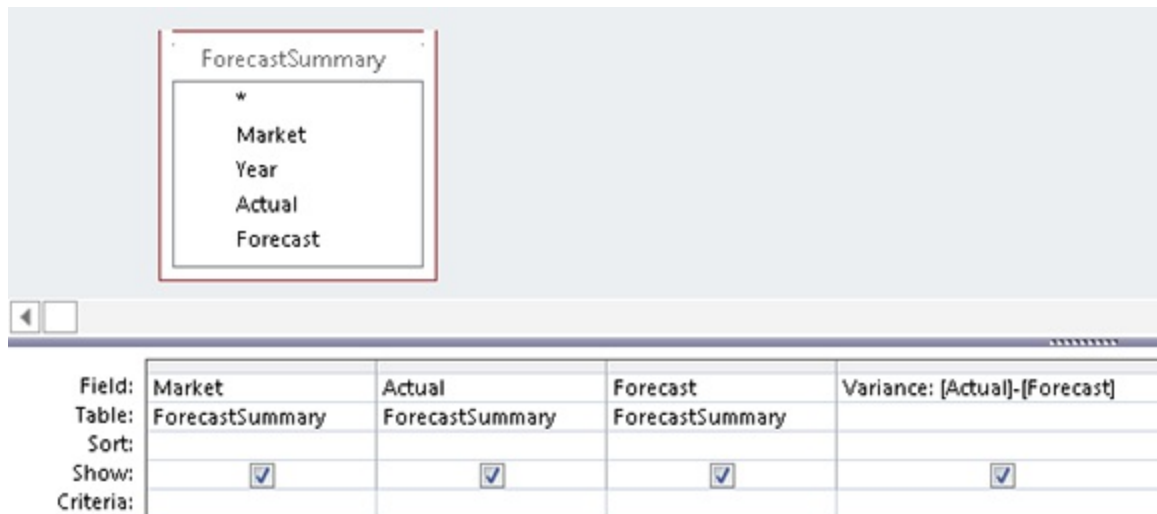 ForecastSummary
*
Market
Year
Actual
Forecast
Field: Market Actual Forecast Variance: [Actual]-[Forecast]
Table: ForecastSummary ForecastSummary ForecastSummary
Sort:
Show:
Criteria: